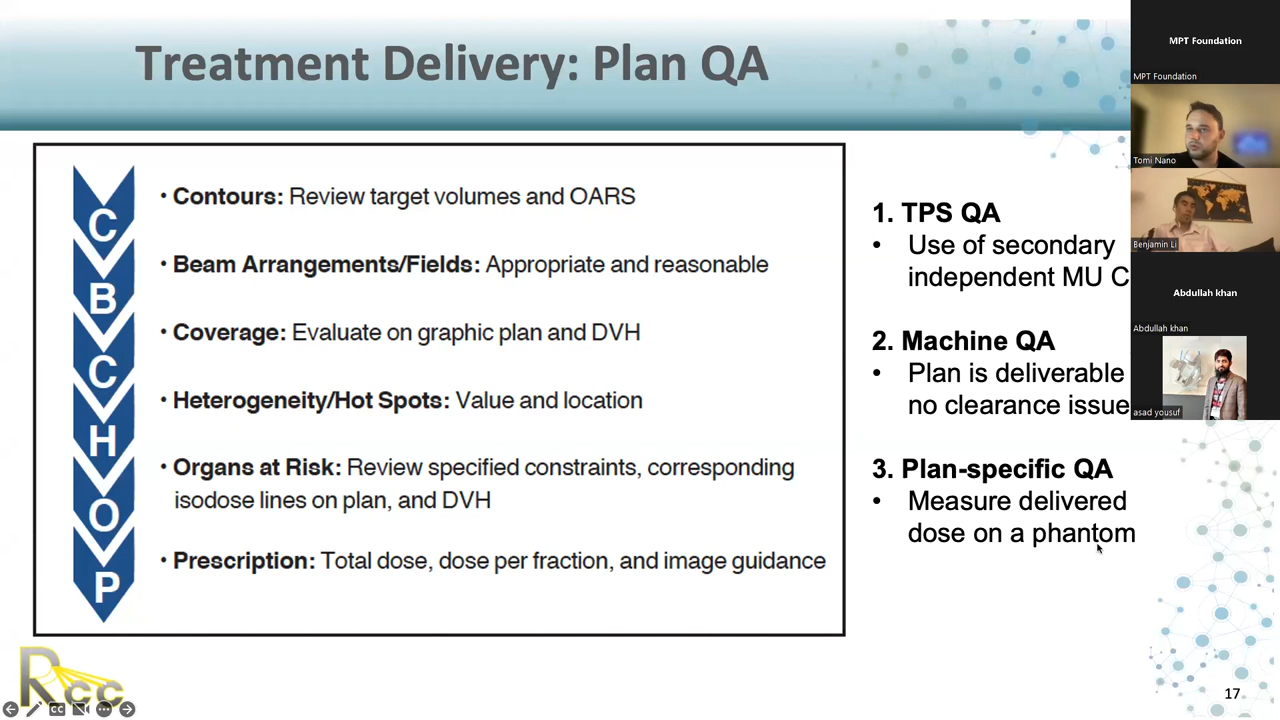 Treatment Delivery: Plan QA
C
B
C
H
O
P
• Contours: Review target volumes and OARS
• Beam Arrangements/Fields: Appropriate and reasonable
• Coverage: Evaluate on graphic plan and DVH
• Heterogeneity/Hot Spots: Value and location
• Organs at Risk: Review specified constraints, corresponding
isodose lines on plan, and DVH
• Prescription: Total dose, dose per fraction, and image guidance
1. TPS QA
• Use of secondary
independent MU C
2. Machine QA
• Plan is deliverable
no clearance issue
3. Plan-specific QA
• Measure delivered
dose on a phantom
MPT Foundation
MPT Foundation
Tomi Nano
Benjamin Li
Abdullah khan
Abdullah khan
asad yousuf
Rcc
CC
17